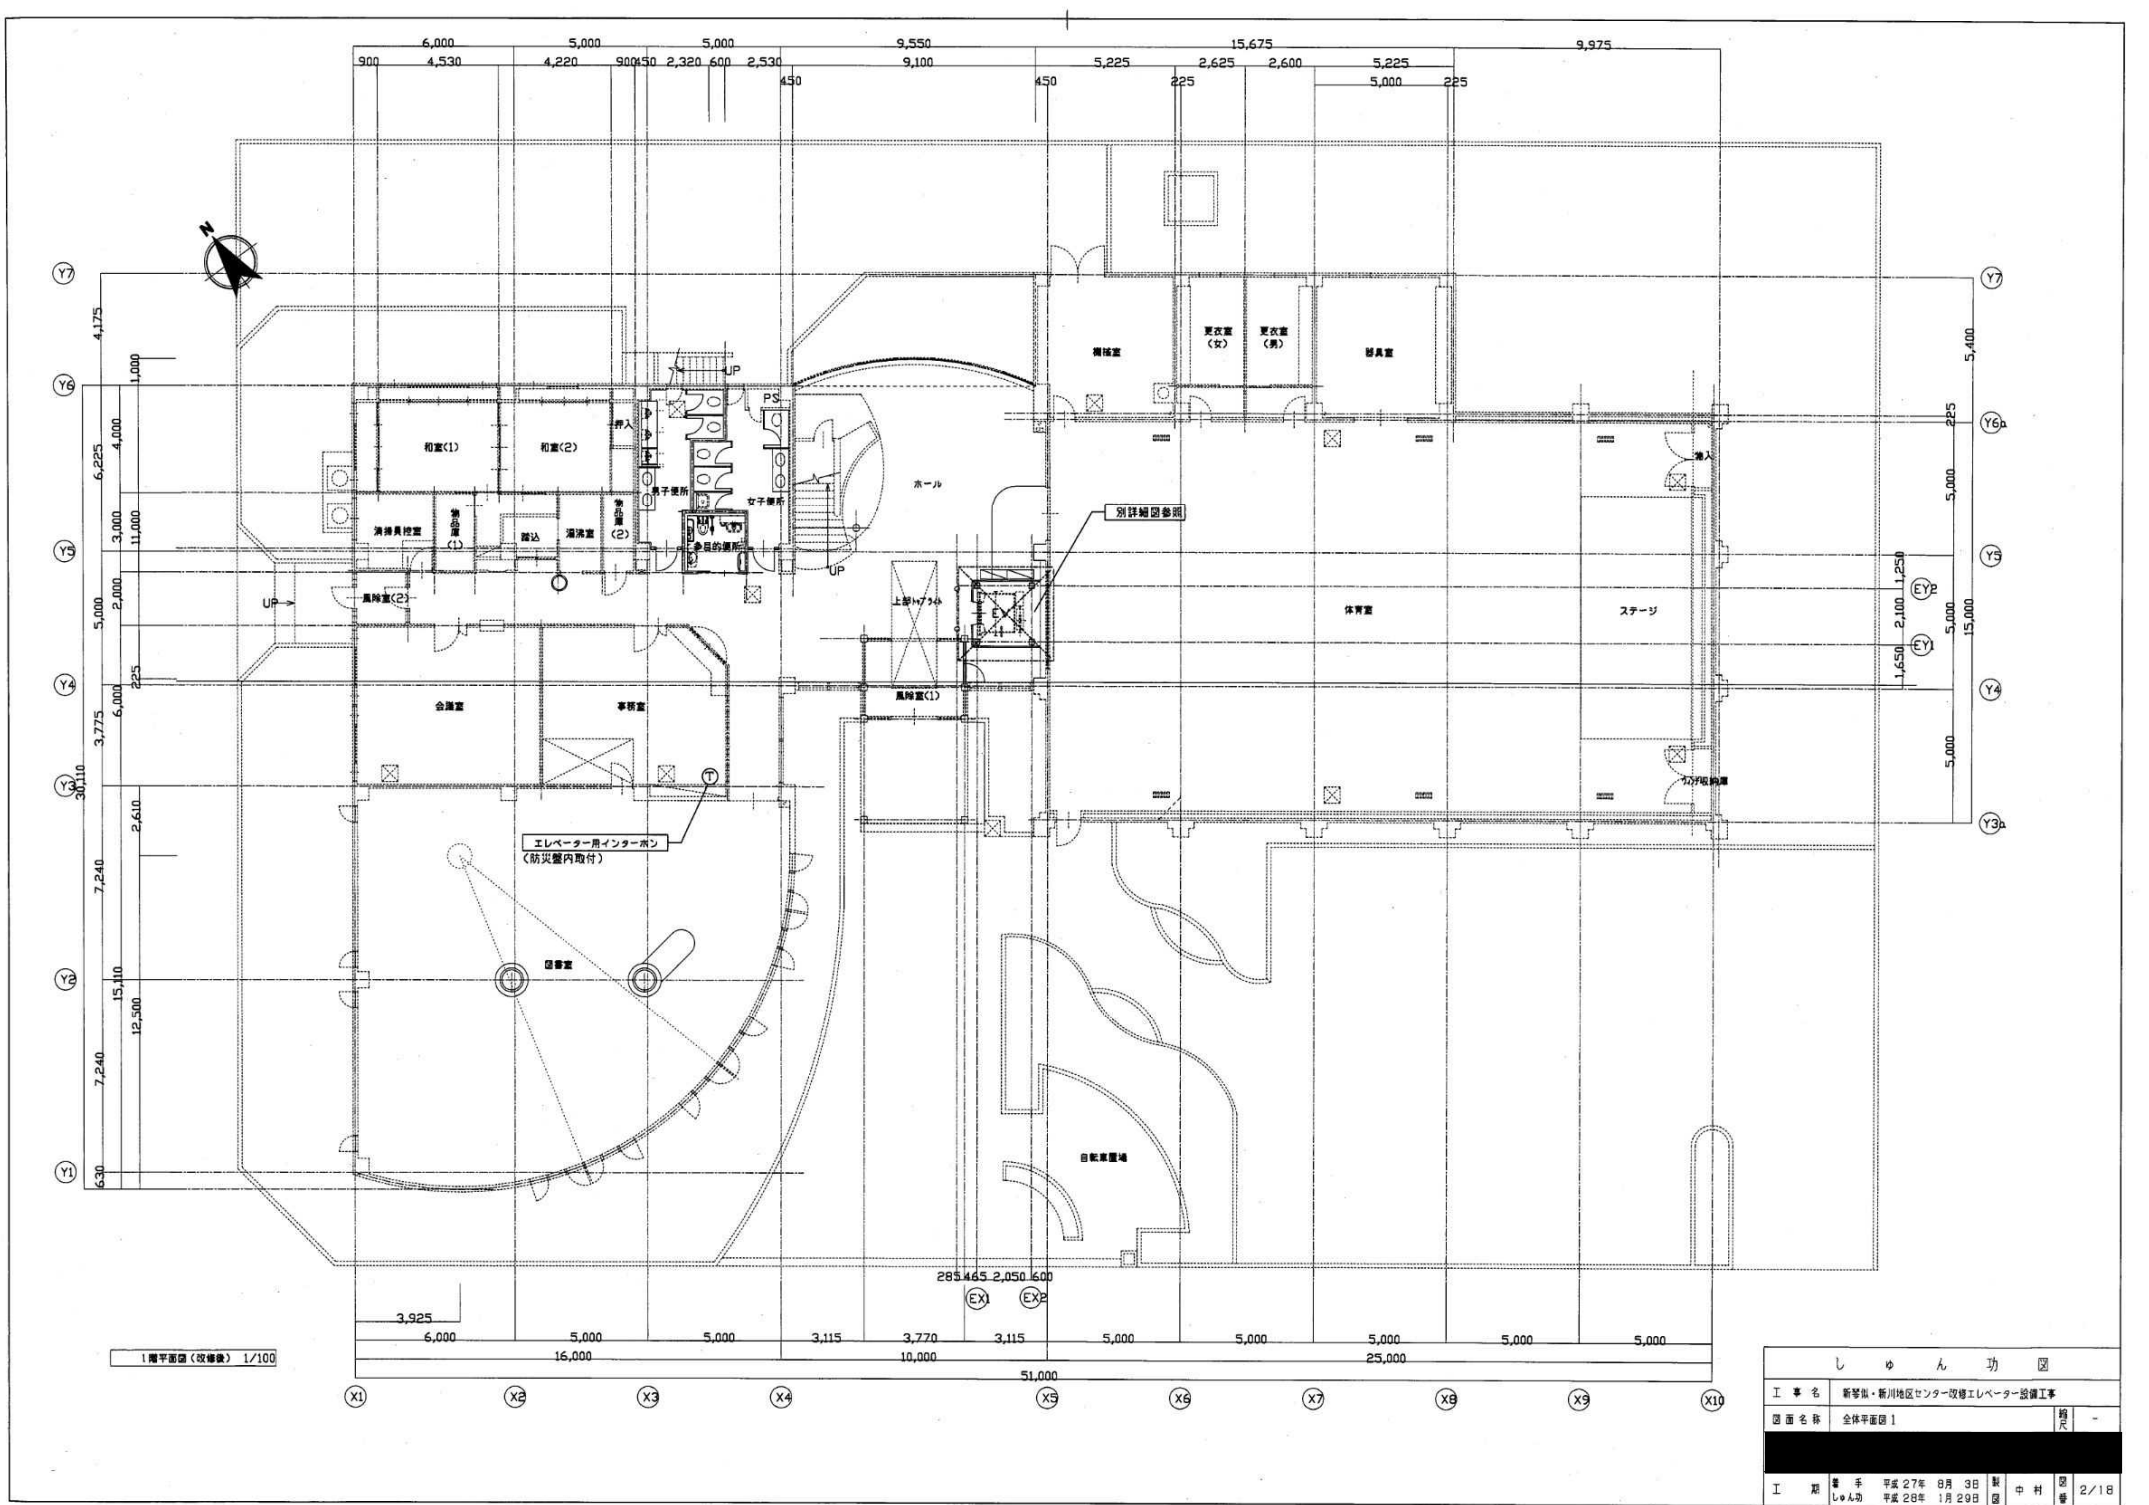 6,000 5,000 5,000 9,550 15,675 9,975
900 4,530 4,220 900 450 2,320 600 2,530 9,100 5,225 2,625 2,600 5,225
450 450 225 5,000 225
N
Y7 Y7
4,175
1,000
5,400
機械室
更衣室
(女)
更衣室
(男)
器具室
UP
Y6
PS
225
Y6a
押入
4,000
6,225
和室(1)
和室(2)
物入
ホール
男子便所
女子便所
5,000
別詳細図参照
3,000
11,000
清掃員控室
物品庫
(1)
踏込
湯沸室
物品庫
(2)
多目的便所
Y5 Y5
UP
1,250
EY2
2,000
5,000
UP
風除室(2)
上部トップライト
EV
体育室
ステージ
2,100
5,000
15,000
EY1
225
1,650
Y4 Y4
6,000
風除室(1)
会議室
事務室
3,775
5,000
T
Y3
30,110
2,610
Y3a
エレベーター用インターホン
(防災盤内取付)
7,240
図書室
Y2
15,110
12,500
7,240
自転車置場
Y1
630
285 465 2,050 600
EX1 EX2
3,925
6,000 5,000 5,000 3,115 3,770 3,115 5,000 5,000 5,000 5,000 5,000
16,000 10,000 25,000
51,000
X1 X2 X3 X4 X5 X6 X7 X8 X9 X10
1階平面図(改修後) 1/100
しゅん功図
工事名 新琴似・新川地区センター改修エレベーター設備工事
図面名称 全体平面図1 縮尺 -
工期 着手 平成27年 8月 3日 製図 中村 図番 2/18
しゅん功 平成28年 1月29日